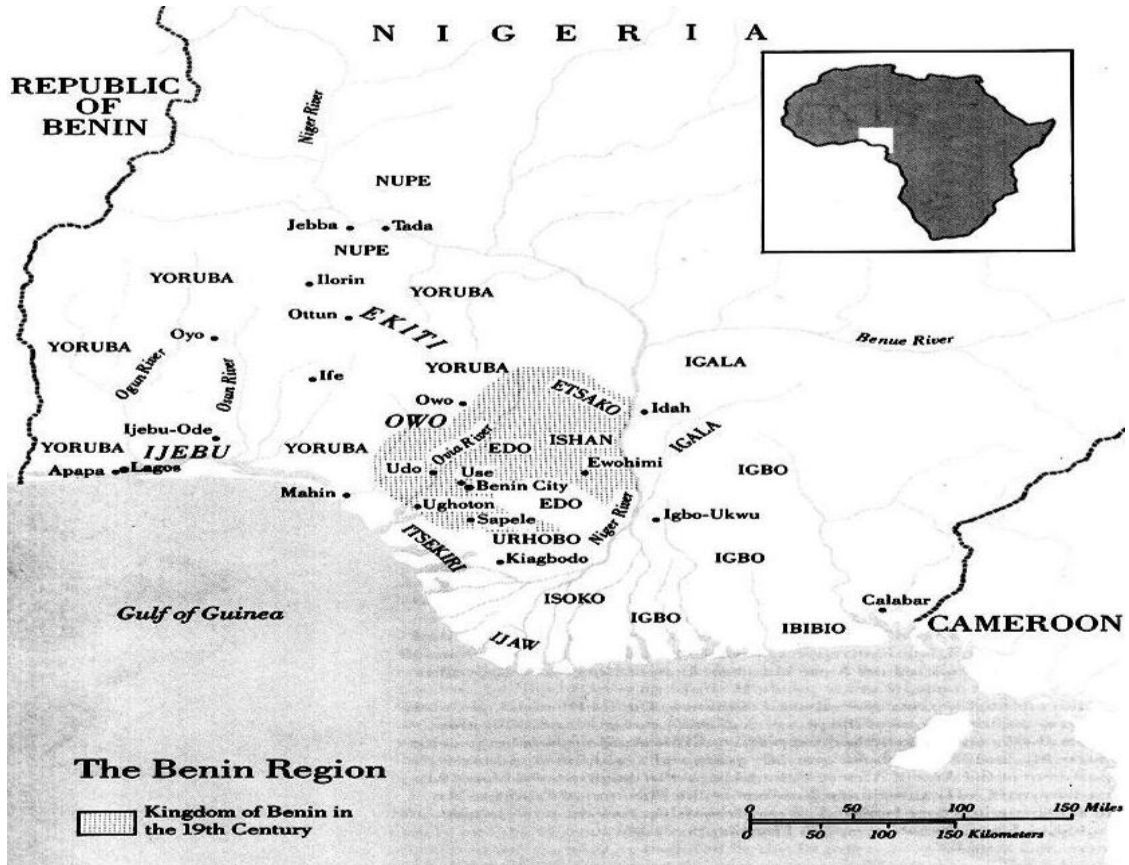 N I G E R I A
REPUBLIC
OF
BENIN
Niger River
NUPE
Jebba
Tada
NUPE
YORUBA
Ilorin
YORUBA
Ottun
EKITI
Oyo
YORUBA
Benue River
Ogun River
Osun River
IGALA
YORUBA
Ife
ETSAKO
Owo
Idah
OWO
IGALA
Ijebu-Ode
Ovia River
ISHAN
YORUBA
IJEBU
YORUBA
EDO
Apapa
Lagos
Udo
Use
Ewohimi
IGBO
Benin City
Mahin
Ughoton
EDO
Niger River
Sapele
Igbo-Ukwu
ITSEKIRI
URHOBO
Kiagbodo
IGBO
ISOKO
Calabar
Gulf of Guinea
IGBO
IBIBIO
CAMEROON
IJAW
The Benin Region
Kingdom of Benin in
the 19th Century
0 50 100 150 Miles
0 50 100 150 Kilometers